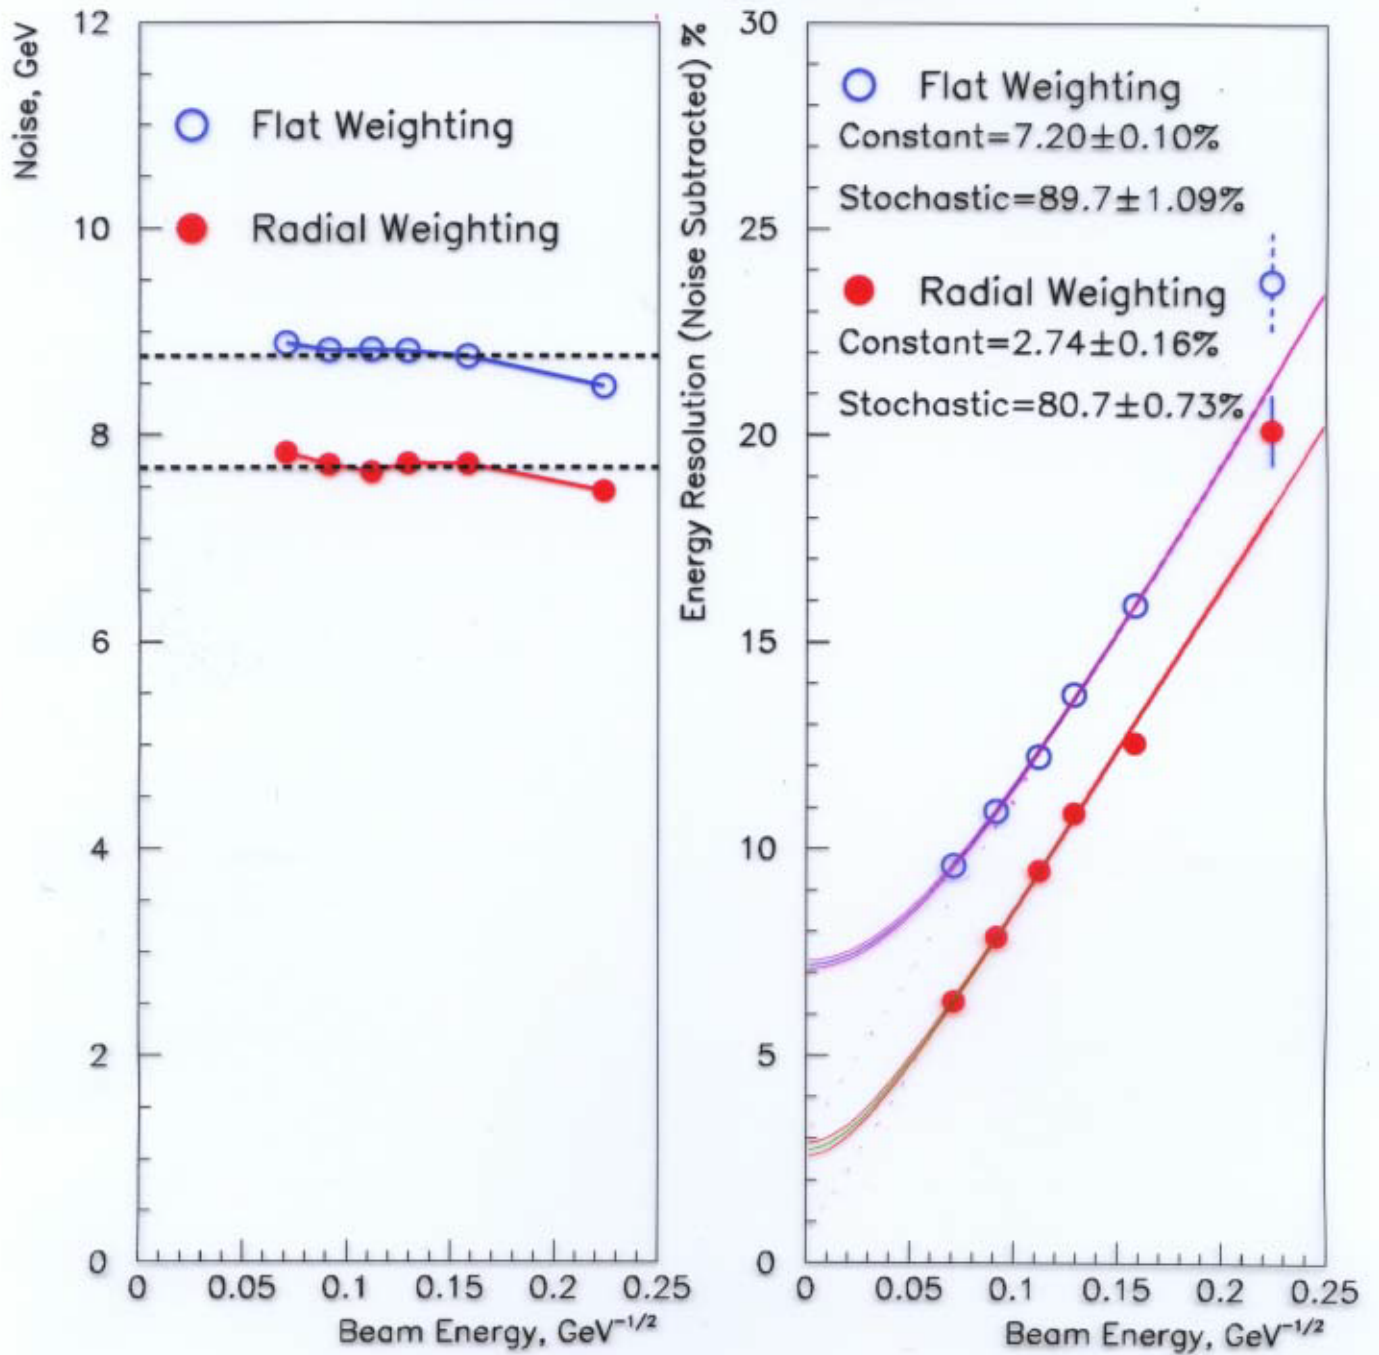 Noise, GeV
12
10
8
6
4
2
0
Flat Weighting
Radial Weighting
0 0.05 0.1 0.15 0.2 0.25
Beam Energy, GeV⁻¹/²
Energy Resolution (Noise Subtracted) %
30
25
20
15
10
5
0
Flat Weighting
Constant=7.20±0.10%
Stochastic=89.7±1.09%
Radial Weighting
Constant=2.74±0.16%
Stochastic=80.7±0.73%
0 0.05 0.1 0.15 0.2 0.25
Beam Energy, GeV⁻¹/²